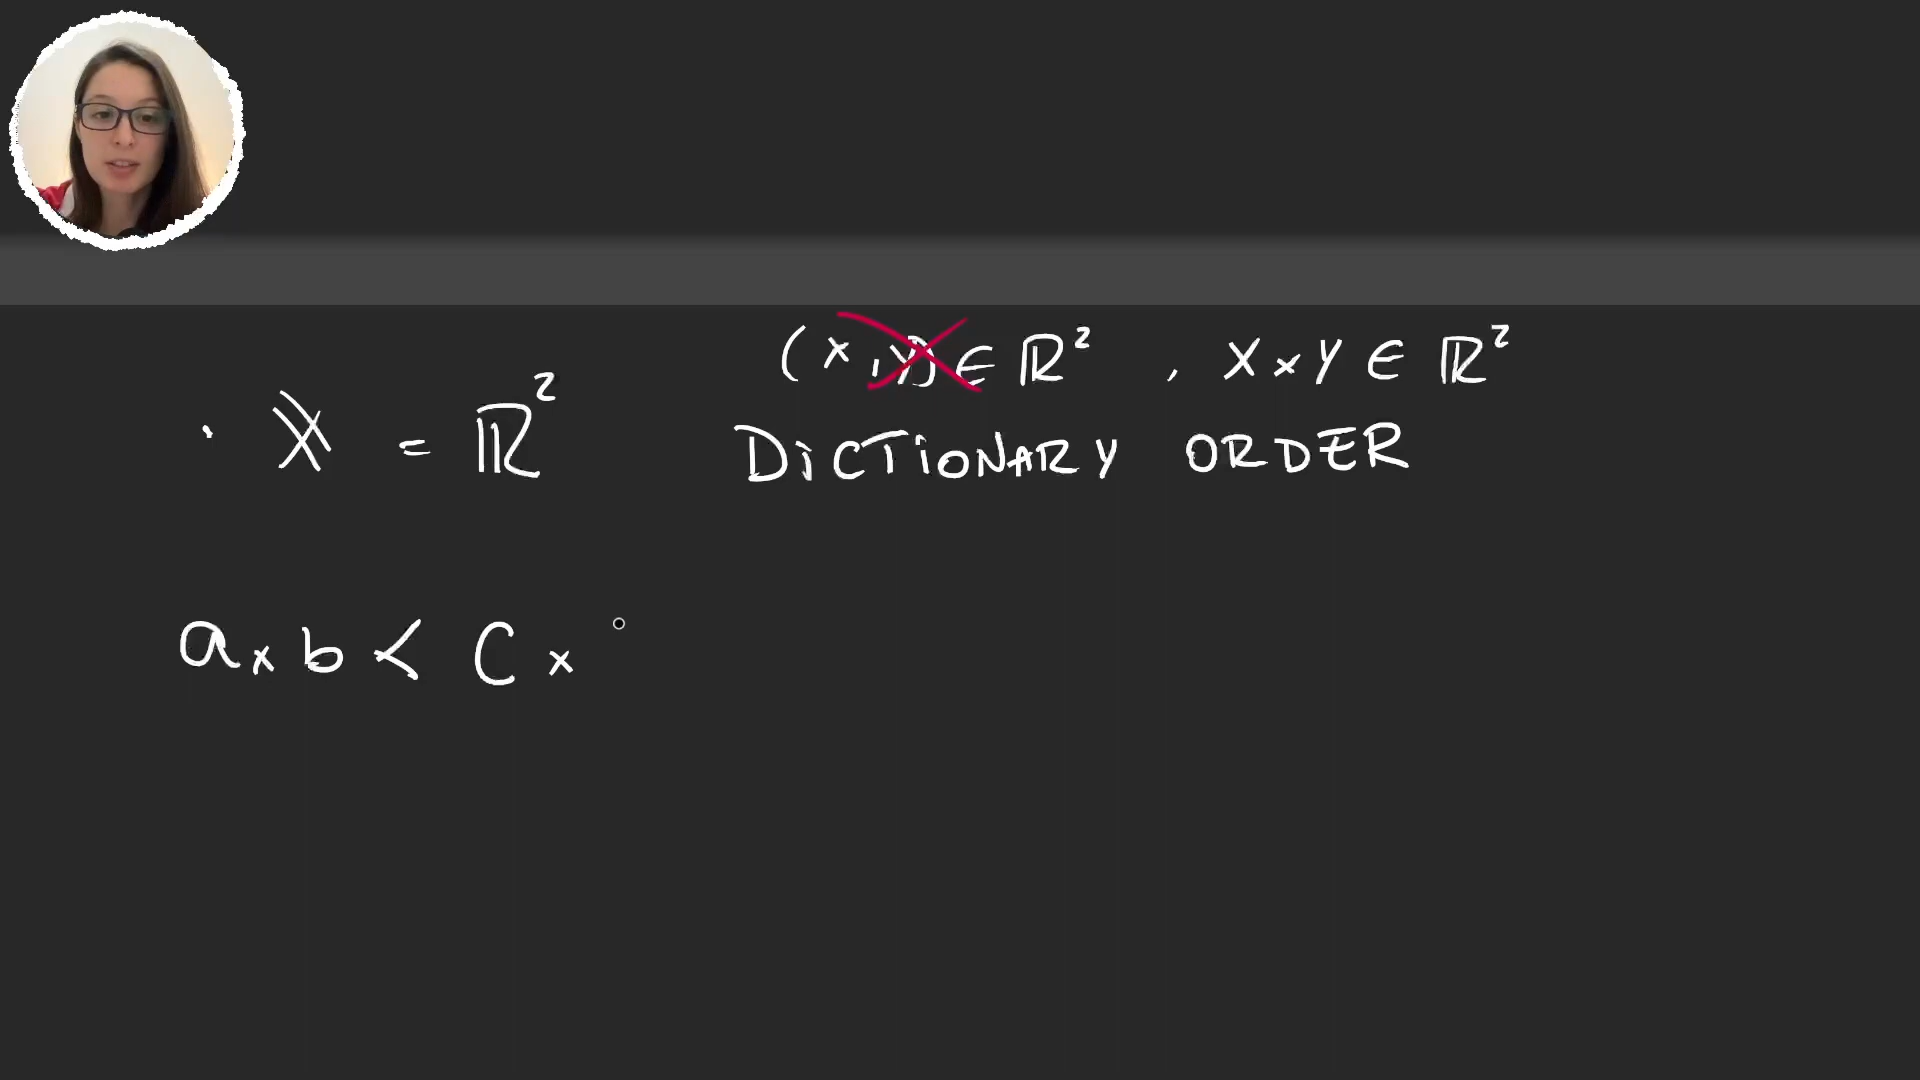 (x,y) ∈ ℝ² , x × y ∈ ℝ²
· X = ℝ² DICTIONARY ORDER
a × b < c ×